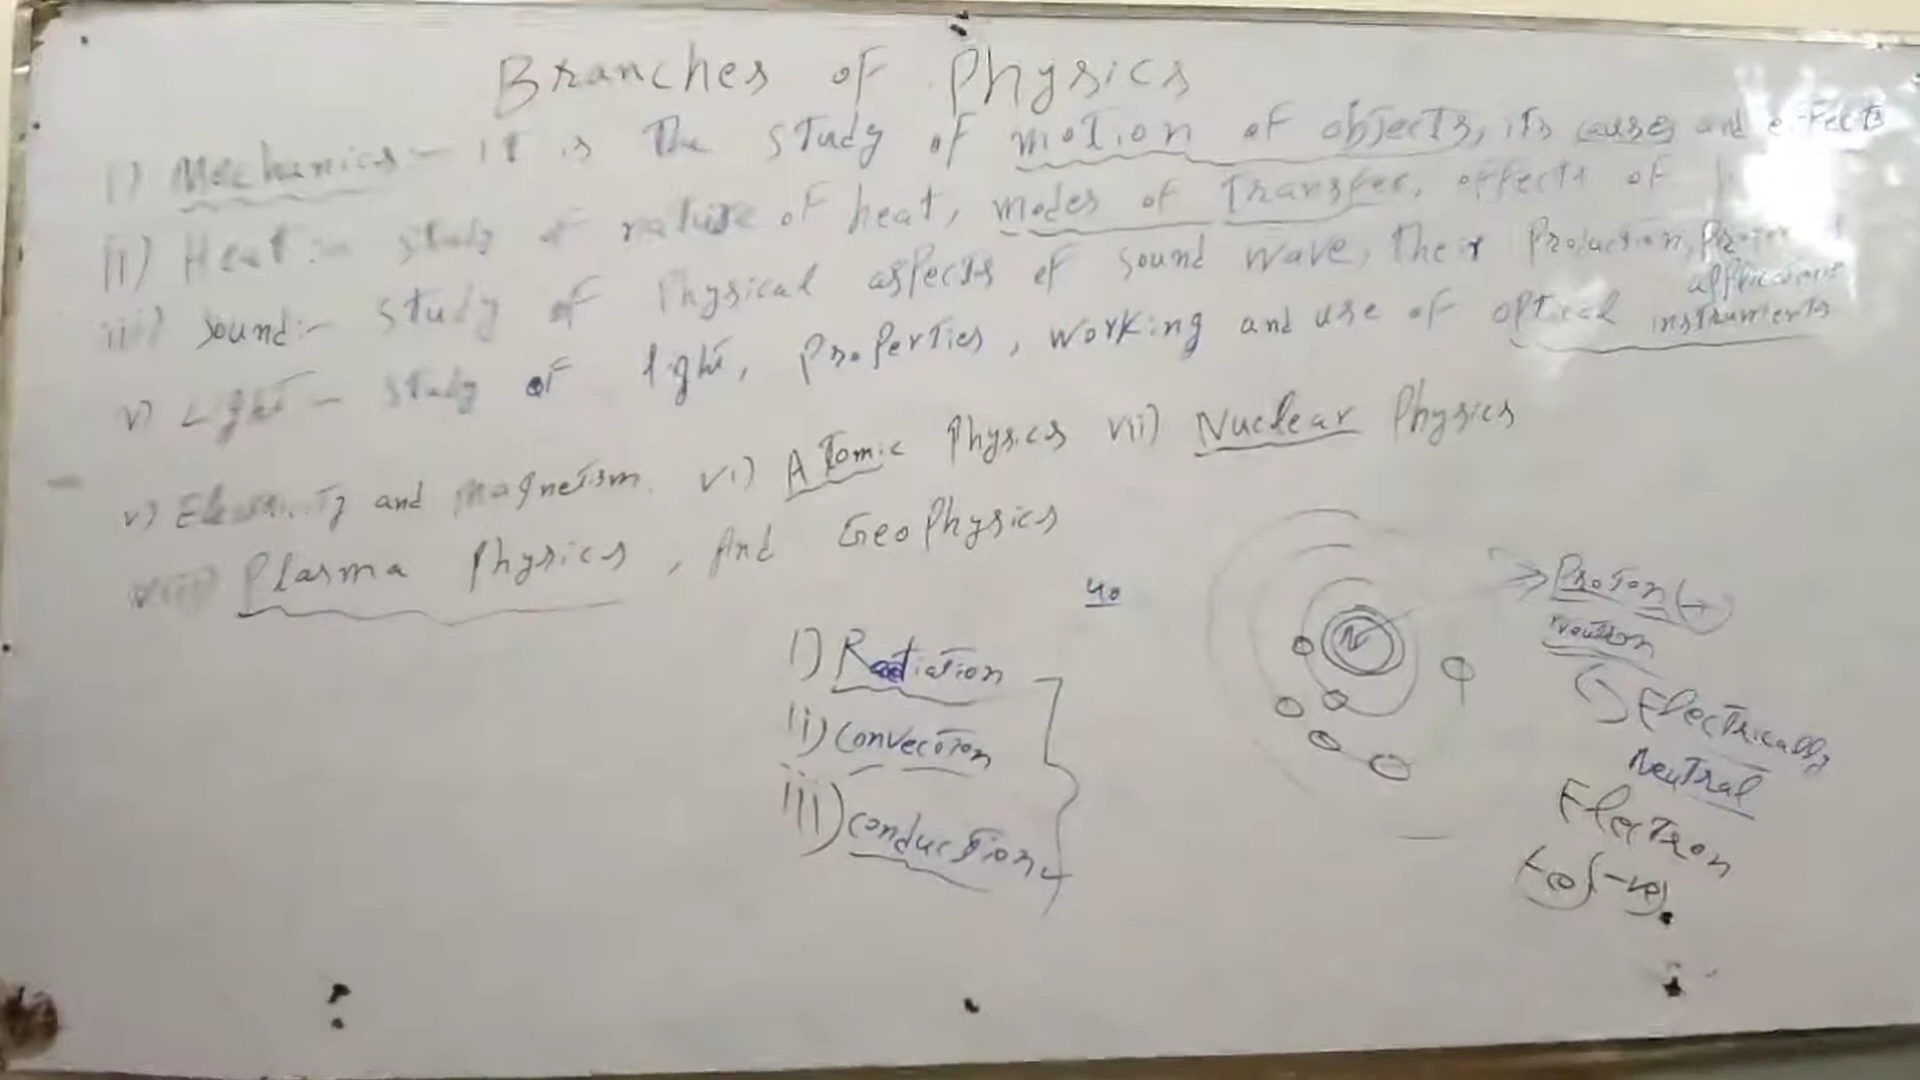 Branches of Physics
i) Mechanics - It is the study of motion of objects, its causes and effects
ii) Heat :- study of nature of heat, modes of transfer, effects of
iii) Sound :- study of Physical aspects of sound wave, their Production,
applications
v) Light - study of light, properties, working and use of optical instruments
v) Electricity and magnetism. vi) Atomic Physics vii) Nuclear Physics
viii) Plasma Physics, And GeoPhysics
40
i) Radiation
ii) convection
iii) conduction
N
Proton (+)
Neutron
Electrically
Neutral
Electron
(-ve)